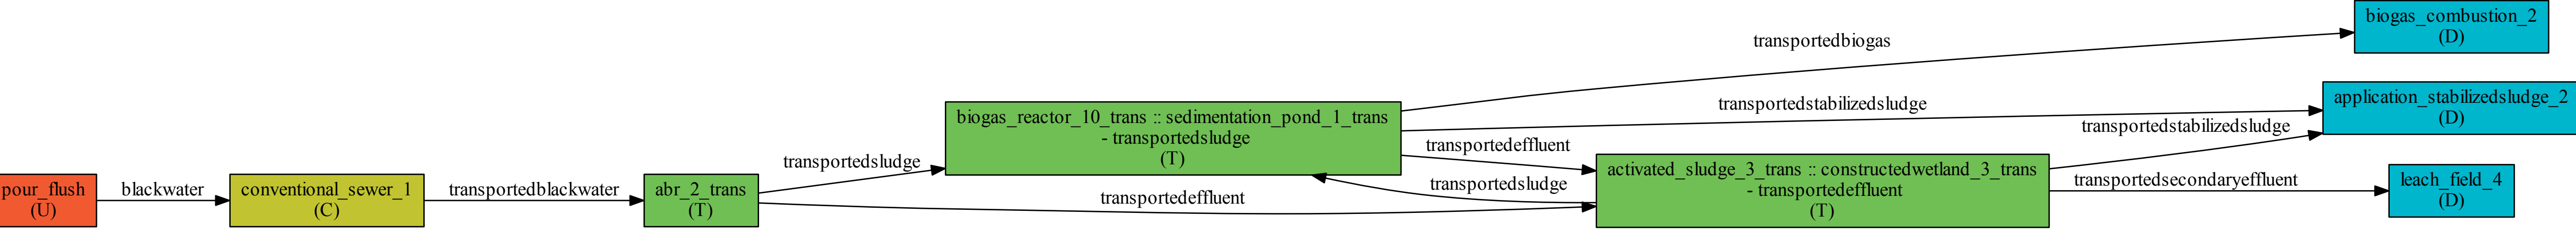 pour_flush
(U)
blackwater
conventional_sewer_1
(C)
transportedblackwater
abr_2_trans
(T)
transportedsludge
transportedeffluent
biogas_reactor_10_trans :: sedimentation_pond_1_trans
- transportedsludge
(T)
transportedbiogas
transportedstabilizedsludge
transportedeffluent
transportedsludge
activated_sludge_3_trans :: constructedwetland_3_trans
- transportedeffluent
(T)
transportedstabilizedsludge
transportedsecondaryeffluent
biogas_combustion_2
(D)
application_stabilizedsludge_2
(D)
leach_field_4
(D)